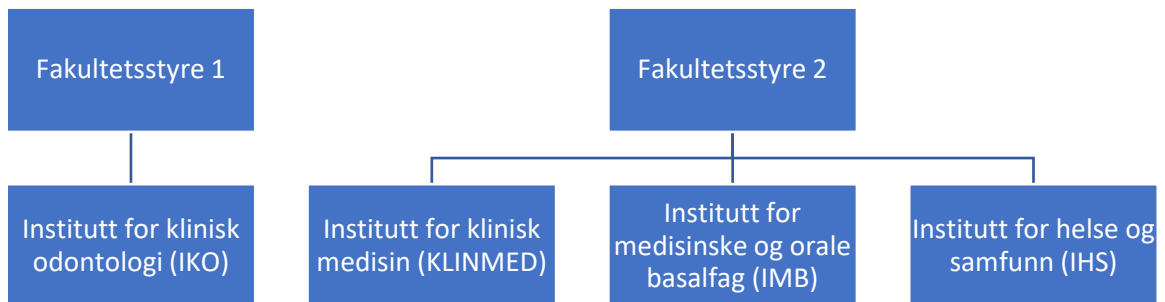 Fakultetsstyre 1
Fakultetsstyre 2
Institutt for klinisk
odontologi (IKO)
Institutt for klinisk
medisin (KLINMED)
Institutt for
medisinske og orale
basalfag (IMB)
Institutt for helse og
samfunn (IHS)